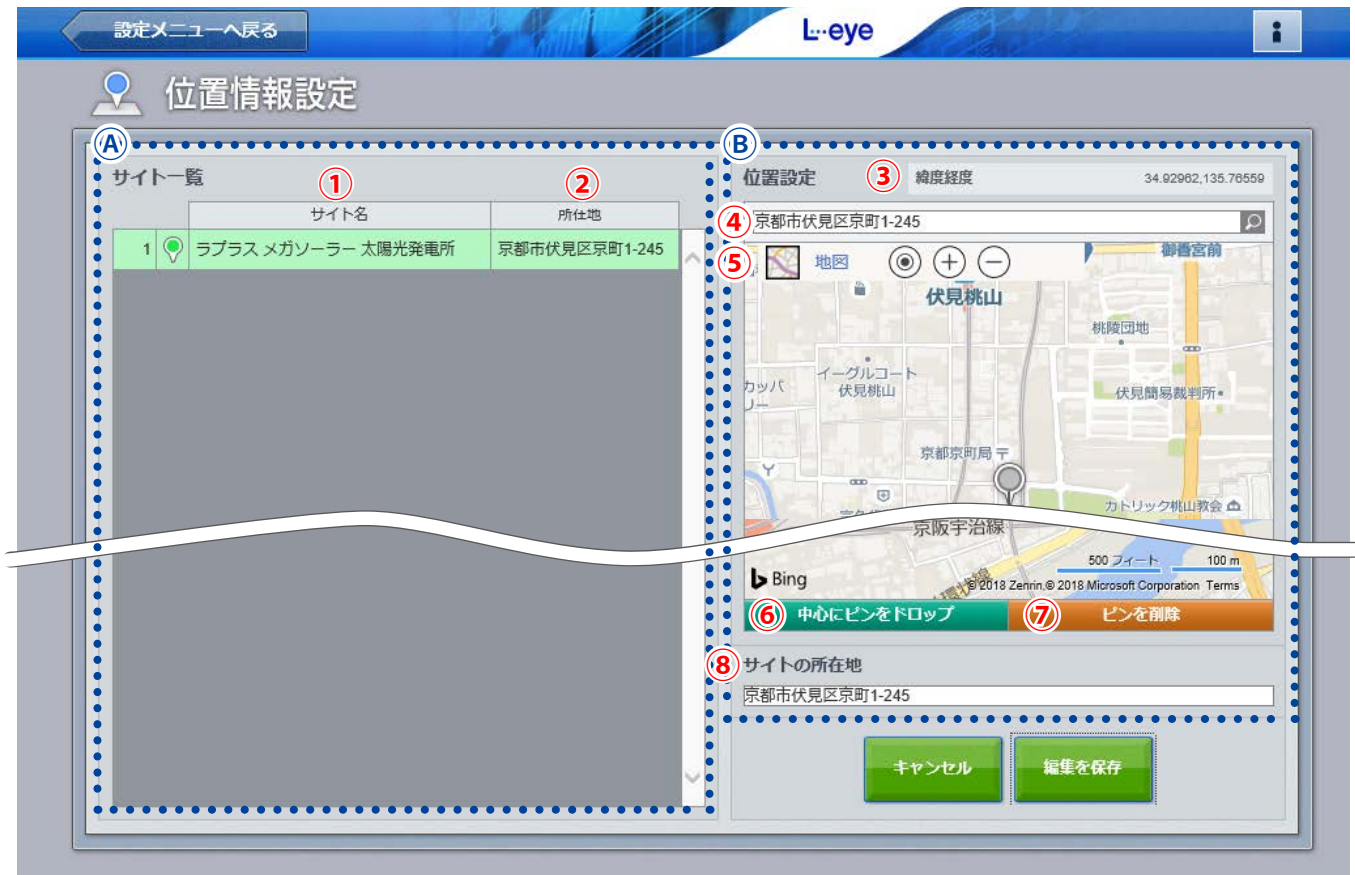 設定メニューへ戻る
L…eye
位置情報設定
Ⓐ
サイト一覧
①
②
サイト名 所在地
1 ラプラス メガソーラー 太陽光発電所 京都市伏見区京町1-245
Ⓑ
位置設定 ③ 緯度経度 34.92962,135.76559
④ 京都市伏見区京町1-245
⑤ 地図
御香宮前
伏見桃山
桃陵団地
イーグルコート
伏見桃山
カッパ
リー
伏見簡易裁判所
京都京町局
カトリック桃山教会
京阪宇治線
500 フィート 100 m
Bing
© 2018 Zenrin,© 2018 Microsoft Corporation Terms
⑥ 中心にピンをドロップ ⑦ ピンを削除
⑧ サイトの所在地
京都市伏見区京町1-245
キャンセル 編集を保存